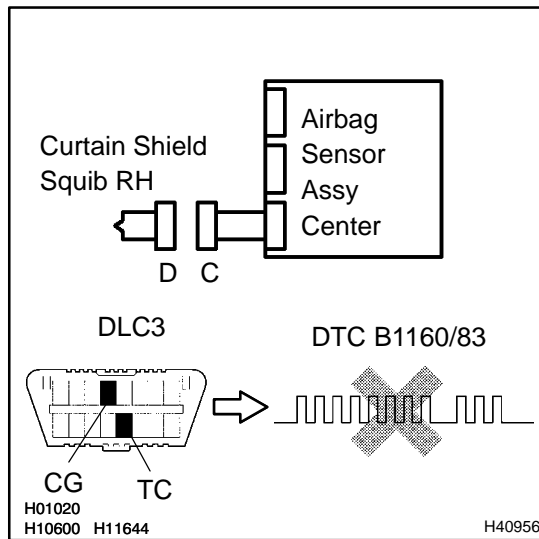 Airbag
Sensor
Assy
Center
Curtain Shield
Squib RH
D C
DLC3
DTC B1160/83
CG
TC
H01020
H10600 H11644
H40956